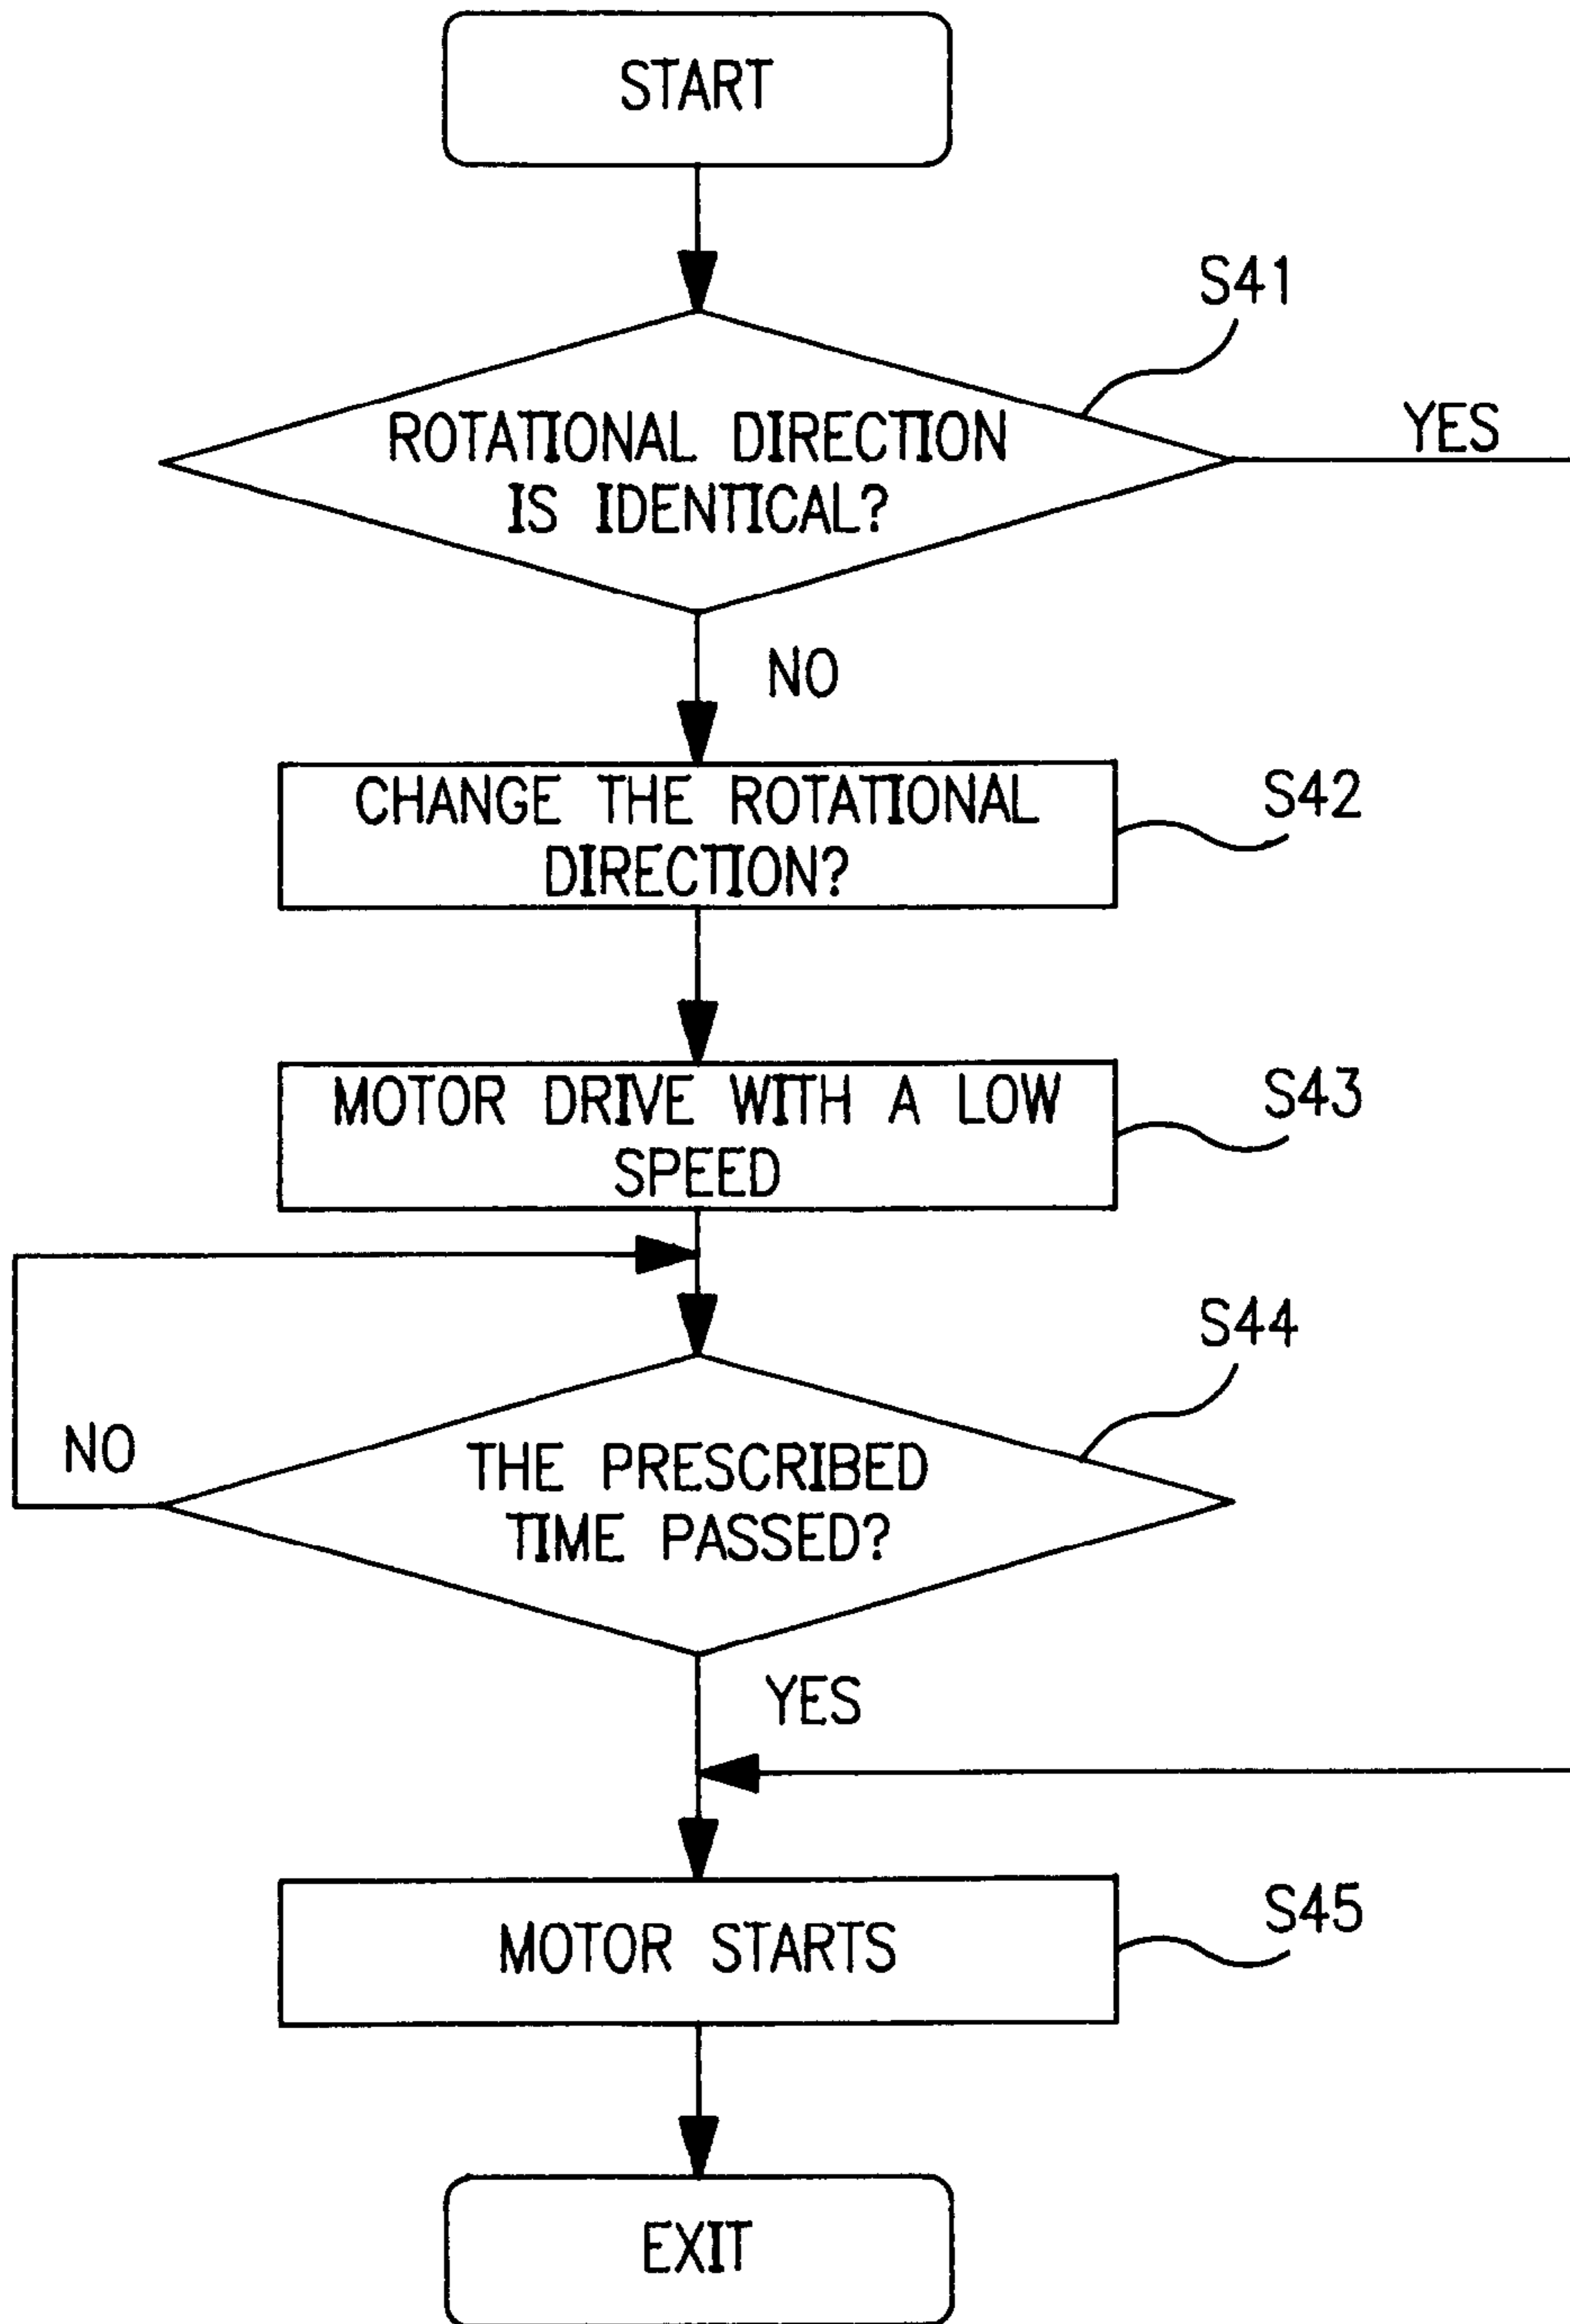 START
S41
ROTATIONAL DIRECTION
IS IDENTICAL?
YES
NO
CHANGE THE ROTATIONAL
DIRECTION?
S42
MOTOR DRIVE WITH A LOW
SPEED
S43
S44
NO
THE PRESCRIBED
TIME PASSED?
YES
MOTOR STARTS
S45
EXIT